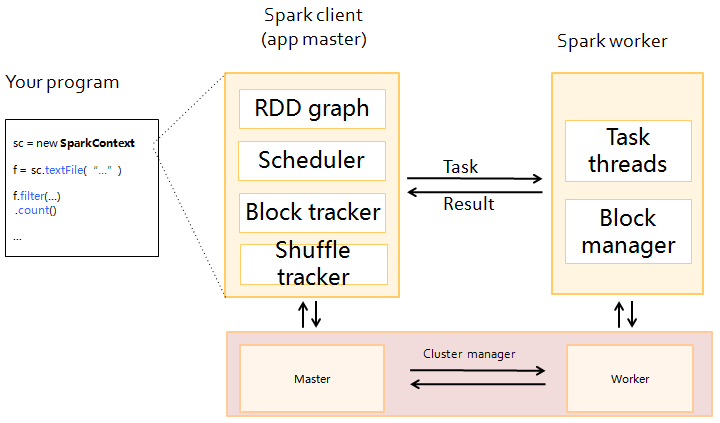 Spark client
(app master)
Spark worker
Your program
sc = new SparkContext
f = sc.textFile( “...” )
f.filter(...)
.count()
...
RDD graph
Scheduler
Block tracker
Shuffle
tracker
Task
Result
Task
threads
Block
manager
Master
Cluster manager
Worker